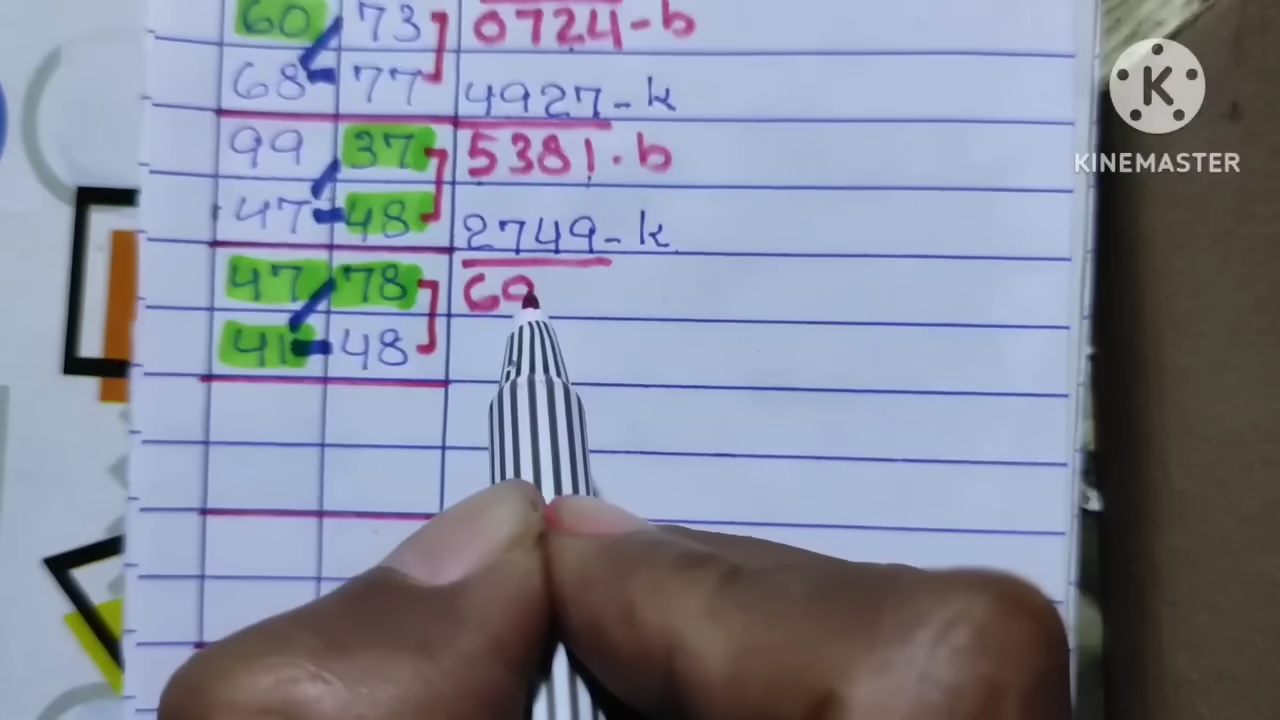 60 73 0724-b
68 77 4927-k
99 37 5381.b
47 48 2749-k
47 78 69
41 48
K
KINEMASTER